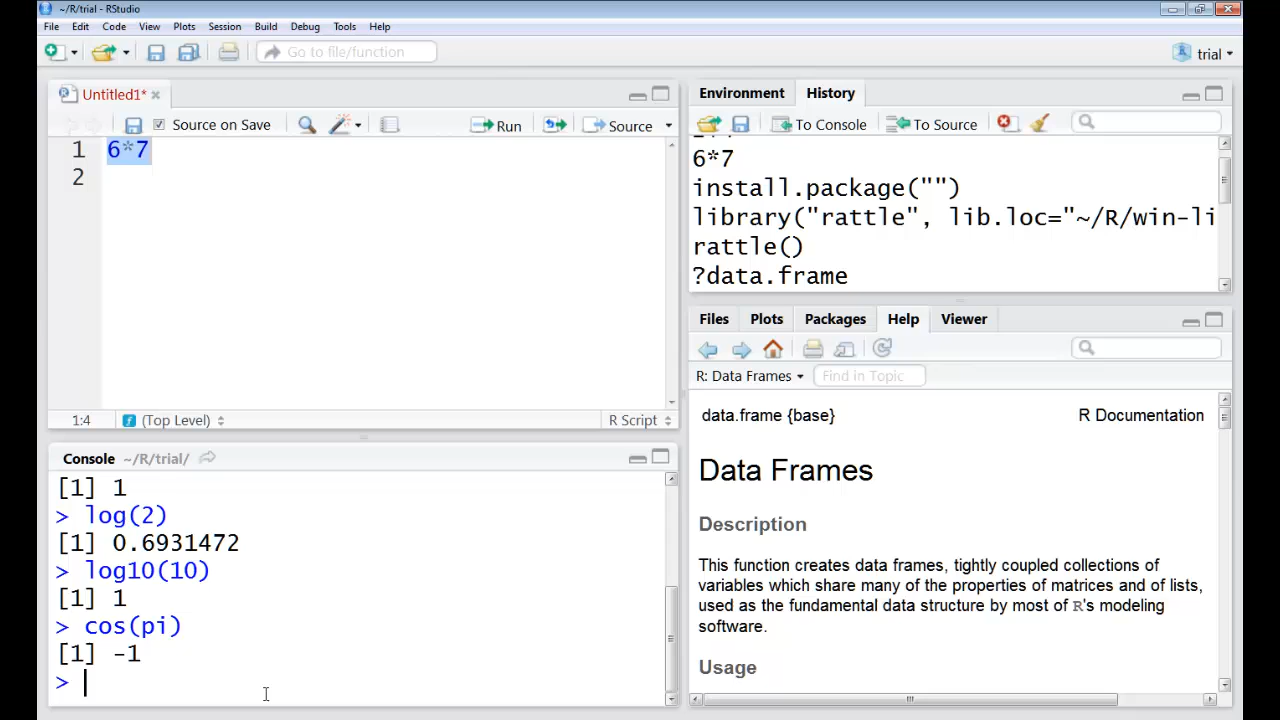 ~/R/trial - RStudio
File Edit Code View Plots Session Build Debug Tools Help
Go to file/function
trial
Untitled1*
Source on Save
Run
Source
1 6*7
2
1:4
(Top Level)
R Script
Console ~/R/trial/
[1] 1
> log(2)
[1] 0.6931472
> log10(10)
[1] 1
> cos(pi)
[1] -1
>
Environment History
To Console
To Source
6*7
install.package("")
library("rattle", lib.loc="~/R/win-li
rattle()
?data.frame
Files Plots Packages Help Viewer
R: Data Frames
Find in Topic
data.frame {base}
R Documentation
Data Frames
Description
This function creates data frames, tightly coupled collections of
variables which share many of the properties of matrices and of lists,
used as the fundamental data structure by most of R's modeling
software.
Usage